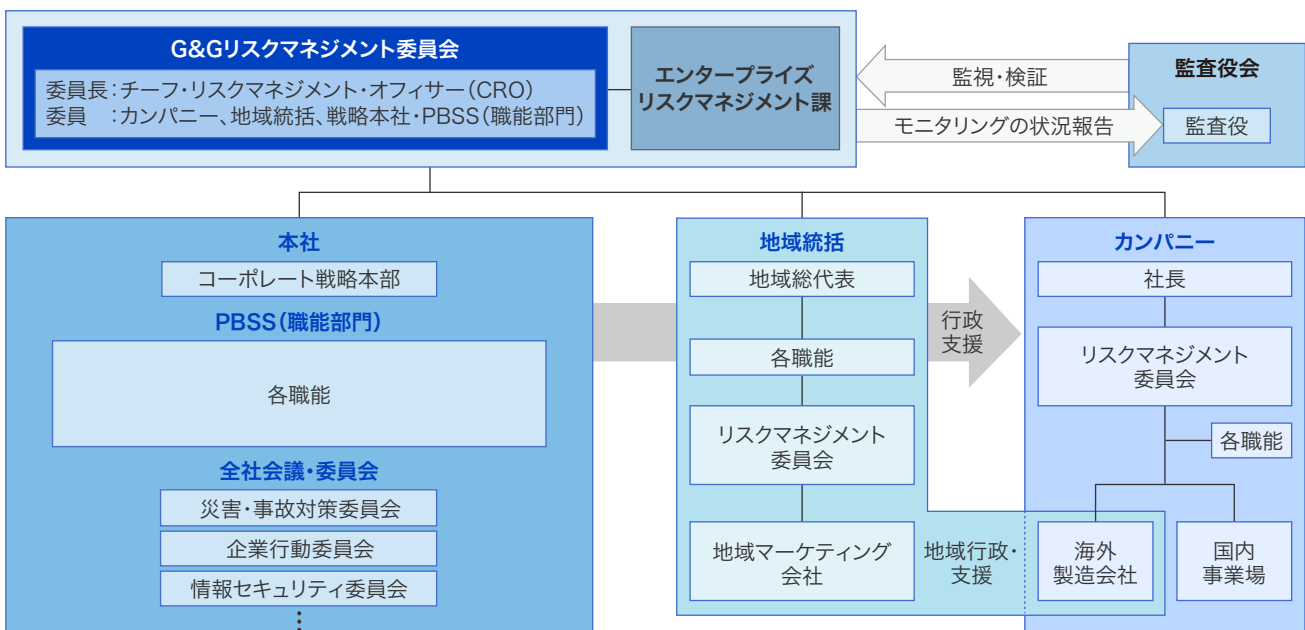 G&Gリスクマネジメント委員会
委員長：チーフ・リスクマネジメント・オフィサー（CRO）
委員　：カンパニー、地域統括、戦略本社・PBSS（職能部門）
エンタープライズ
リスクマネジメント課
監視・検証
モニタリングの状況報告
監査役会
監査役
本社
コーポレート戦略本部
PBSS（職能部門）
各職能
全社会議・委員会
災害・事故対策委員会
企業行動委員会
情報セキュリティ委員会
地域統括
地域総代表
各職能
リスクマネジメント
委員会
地域マーケティング
会社
行政
支援
地域行政・
支援
カンパニー
社長
リスクマネジメント
委員会
各職能
海外
製造会社
国内
事業場